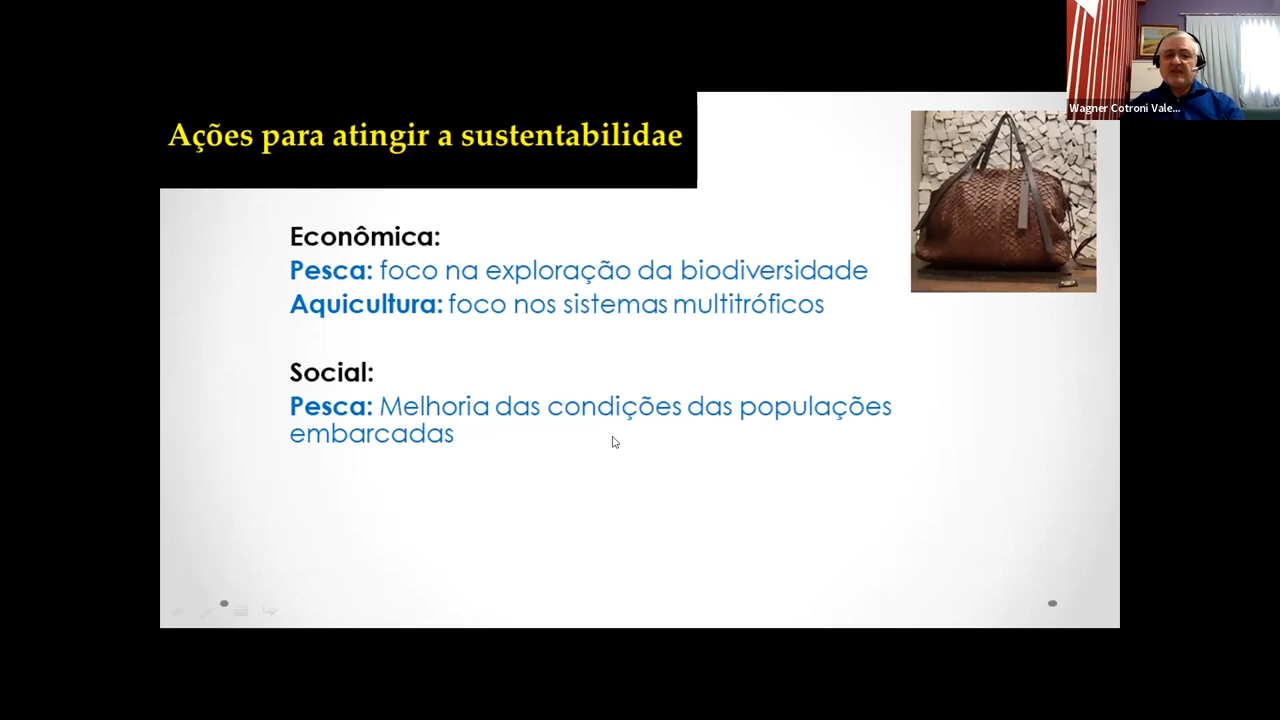 Wagner Cotroni Vale...
Ações para atingir a sustentabilidae
Econômica:
Pesca: foco na exploração da biodiversidade
Aquicultura: foco nos sistemas multitróficos
Social:
Pesca: Melhoria das condições das populações
embarcadas